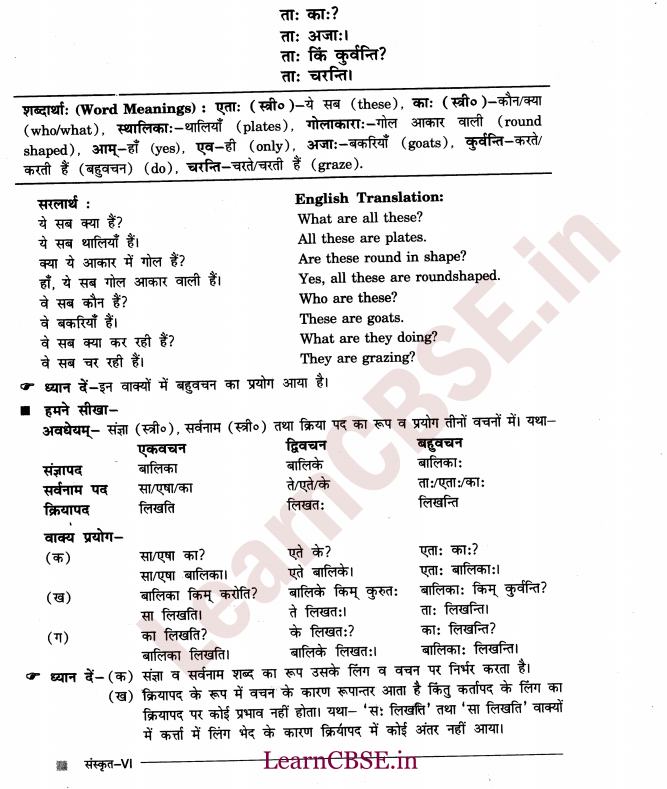 ताः काः?
ताः अजाः।
ताः किं कुर्वन्ति?
ताः चरन्ति।
शब्दार्थाः (Word Meanings) : एताः (स्त्री०)–ये सब (these), काः (स्त्री०)–कौन/क्या
(who/what), स्थालिकाः–थालियाँ (plates), गोलाकाराः–गोल आकार वाली (round
shaped), आम्–हाँ (yes), एव–ही (only), अजाः–बकरियाँ (goats), कुर्वन्ति–करते/
करती हैं (बहुवचन) (do), चरन्ति–चरते/चरती हैं (graze).
सरलार्थ : English Translation:
ये सब क्या हैं? What are all these?
ये सब थालियाँ हैं। All these are plates.
क्या ये आकार में गोल हैं? Are these round in shape?
हाँ, ये सब गोल आकार वाली हैं। Yes, all these are roundshaped.
वे सब कौन हैं? Who are these?
वे बकरियाँ हैं। These are goats.
वे सब क्या कर रही हैं? What are they doing?
वे सब चर रही हैं। They are grazing?
☞ ध्यान दें–इन वाक्यों में बहुवचन का प्रयोग आया है।
■ हमने सीखा–
अवधेयम्– संज्ञा (स्त्री०), सर्वनाम (स्त्री०) तथा क्रिया पद का रूप व प्रयोग तीनों वचनों में। यथा–
एकवचन द्विवचन बहुवचन
संज्ञापद बालिका बालिके बालिकाः
सर्वनाम पद सा/एषा/का ते/एते/के ताः/एताः/काः
क्रियापद लिखति लिखतः लिखन्ति
वाक्य प्रयोग–
(क) सा/एषा का? एते के? एताः काः?
सा/एषा बालिका। एते बालिके। एताः बालिकाः।
(ख) बालिका किम् करोति? बालिके किम् कुरुतः बालिकाः किम् कुर्वन्ति?
सा लिखति। ते लिखतः। ताः लिखन्ति।
(ग) का लिखति? के लिखतः? काः लिखन्ति?
बालिका लिखति। बालिके लिखतः। बालिकाः लिखन्ति।
☞ ध्यान दें–(क) संज्ञा व सर्वनाम शब्द का रूप उसके लिंग व वचन पर निर्भर करता है।
(ख) क्रियापद के रूप में वचन के कारण रूपान्तर आता है किंतु कर्तापद के लिंग का
क्रियापद पर कोई प्रभाव नहीं होता। यथा– 'सः लिखति' तथा 'सा लिखति' वाक्यों
में कर्त्ता में लिंग भेद के कारण क्रियापद में कोई अंतर नहीं आया।
संस्कृत–VI
LearnCBSE.in
LearnCBSE.in